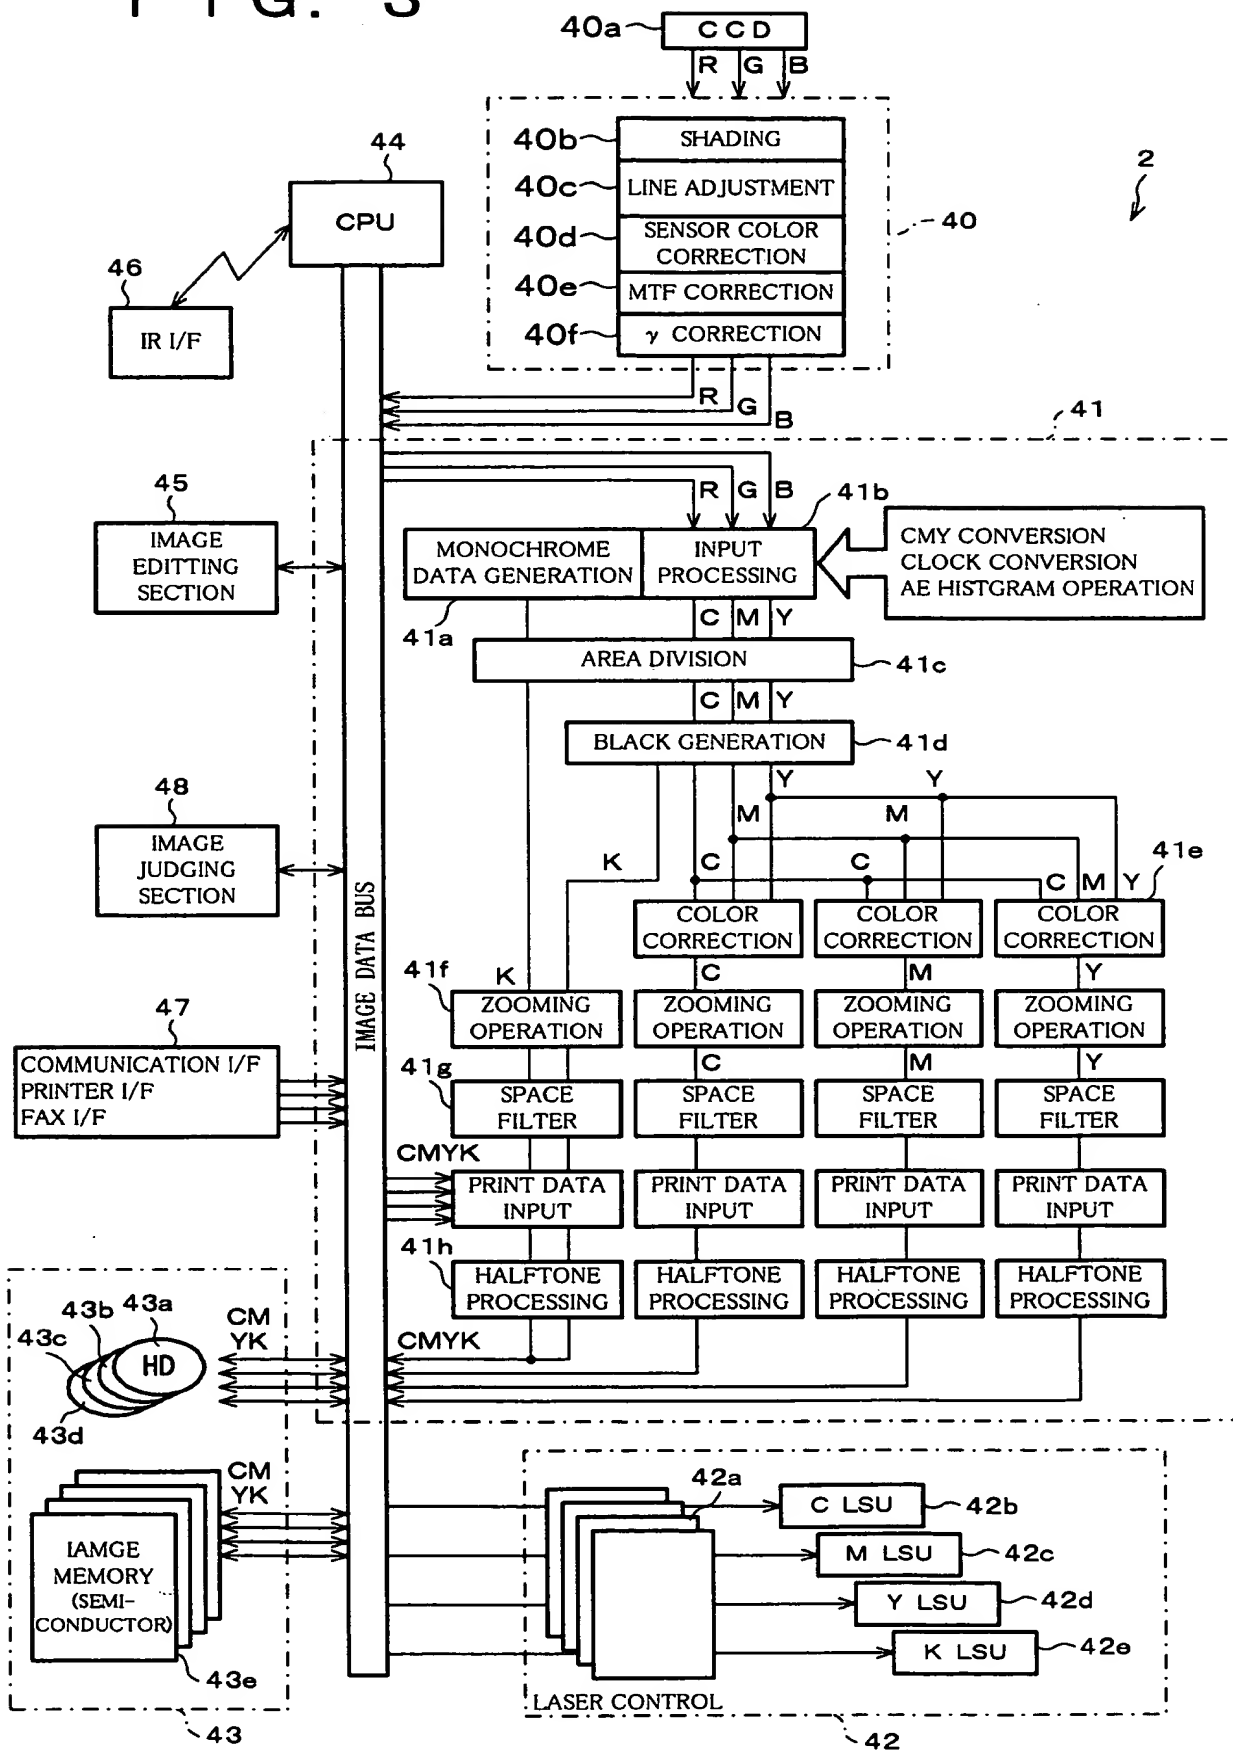 FIG. 3
40a
CCD
R G B
40b
SHADING
40c
LINE ADJUSTMENT
40d
SENSOR COLOR
CORRECTION
40e
MTF CORRECTION
40f
γ CORRECTION
40
2
44
CPU
46
IR I/F
R
G
B
41
45
IMAGE
EDITTING
SECTION
R G B
41b
MONOCHROME
DATA GENERATION
INPUT
PROCESSING
CMY CONVERSION
CLOCK CONVERSION
AE HISTGRAM OPERATION
41a
C M Y
AREA DIVISION
41c
C M Y
BLACK GENERATION
41d
Y
Y
M
M
48
IMAGE
JUDGING
SECTION
K
C
C
C M Y
41e
COLOR
CORRECTION
COLOR
CORRECTION
COLOR
CORRECTION
IMAGE DATA BUS
K
C
M
Y
41f
ZOOMING
OPERATION
ZOOMING
OPERATION
ZOOMING
OPERATION
ZOOMING
OPERATION
47
COMMUNICATION I/F
PRINTER I/F
FAX I/F
C
M
Y
41g
SPACE
FILTER
SPACE
FILTER
SPACE
FILTER
SPACE
FILTER
CMYK
PRINT DATA
INPUT
PRINT DATA
INPUT
PRINT DATA
INPUT
PRINT DATA
INPUT
41h
HALFTONE
PROCESSING
HALFTONE
PROCESSING
HALFTONE
PROCESSING
HALFTONE
PROCESSING
43a
43b
43c
43d
HD
CM
YK
CMYK
CM
YK
IAMGE
MEMORY
(SEMI-
CONDUCTOR)
43e
43
42a
C LSU
42b
M LSU
42c
Y LSU
42d
K LSU
42e
LASER CONTROL
42